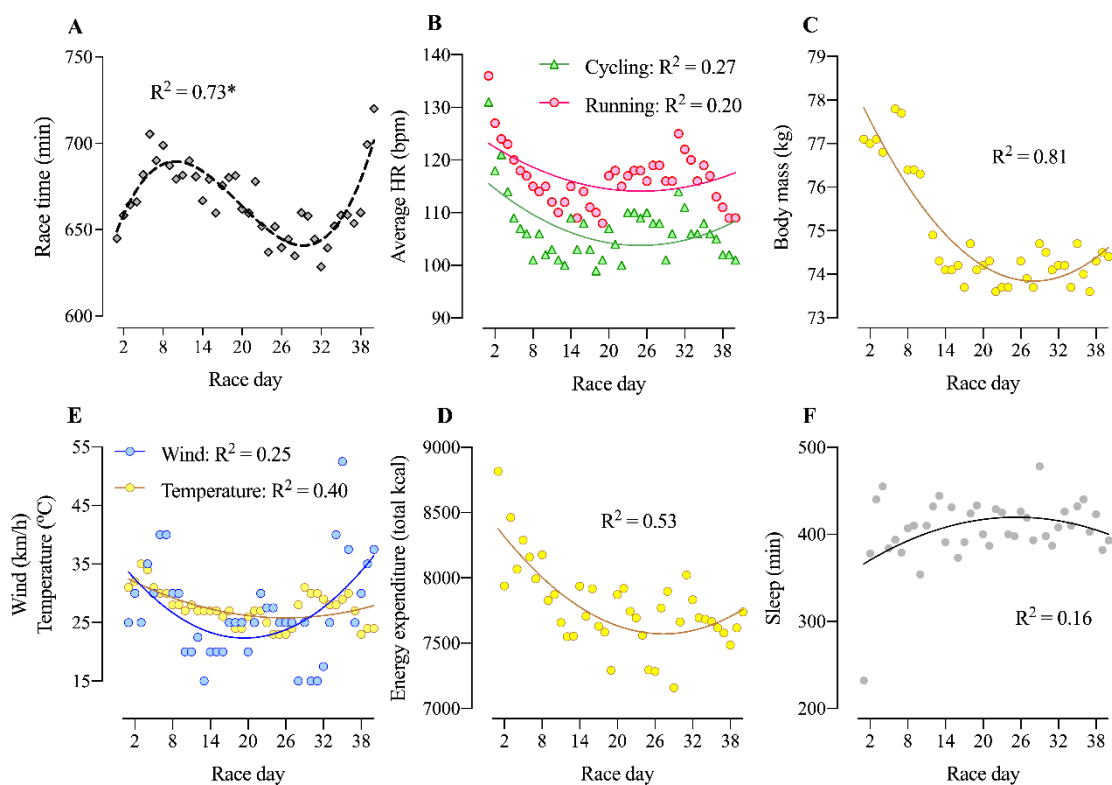 A
Race time (min)
750
700
650
600
R² = 0.73*
2 8 14 20 26 32 38
Race day
B
Average HR (bpm)
140
130
120
110
100
90
Cycling: R² = 0.27
Running: R² = 0.20
2 8 14 20 26 32 38
Race day
C
Body mass (kg)
79
78
77
76
75
74
73
R² = 0.81
2 8 14 20 26 32 38
Race day
E
Wind (km/h)
Temperature (ºC)
55
45
35
25
15
Wind: R² = 0.25
Temperature: R² = 0.40
2 8 14 20 26 32 38
Race day
D
Energy expenditure (total kcal)
9000
8500
8000
7500
7000
R² = 0.53
2 8 14 20 26 32 38
Race day
F
Sleep (min)
500
400
300
200
R² = 0.16
2 8 14 20 26 32 38
Race day